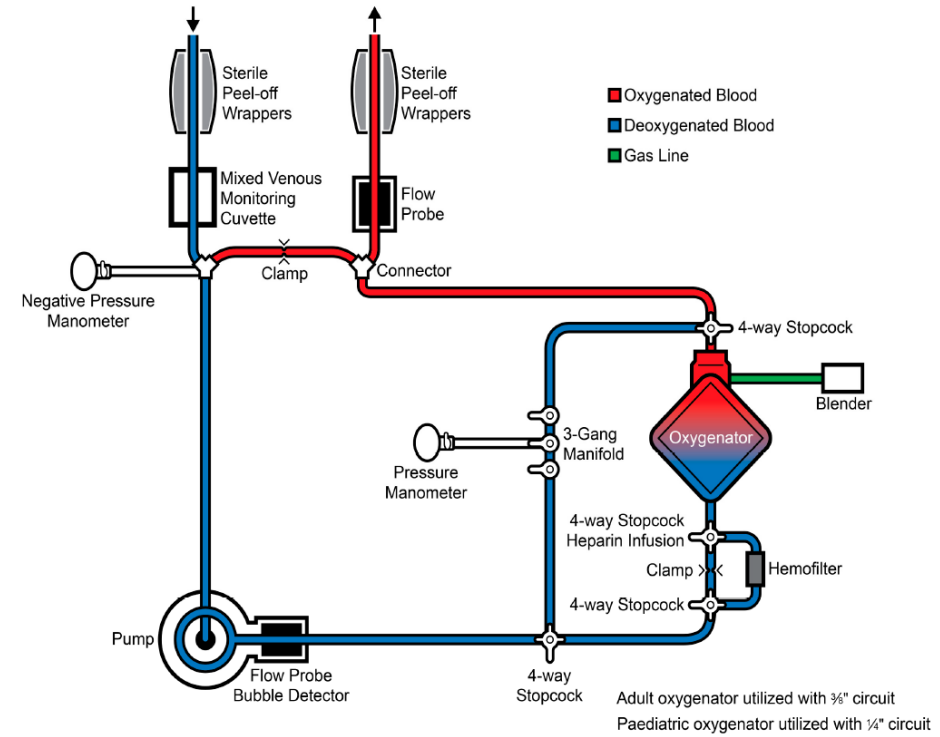 Sterile
Peel-off
Wrappers
Sterile
Peel-off
Wrappers
Oxygenated Blood
Deoxygenated Blood
Gas Line
Mixed Venous
Monitoring
Cuvette
Flow
Probe
Clamp
Connector
Negative Pressure
Manometer
4-way Stopcock
Blender
3-Gang
Manifold
Oxygenator
Pressure
Manometer
4-way Stopcock
Heparin Infusion
Clamp
Hemofilter
4-way Stopcock
Pump
Flow Probe
Bubble Detector
4-way
Stopcock
Adult oxygenator utilized with ⅜" circuit
Paediatric oxygenator utilized with ¼" circuit